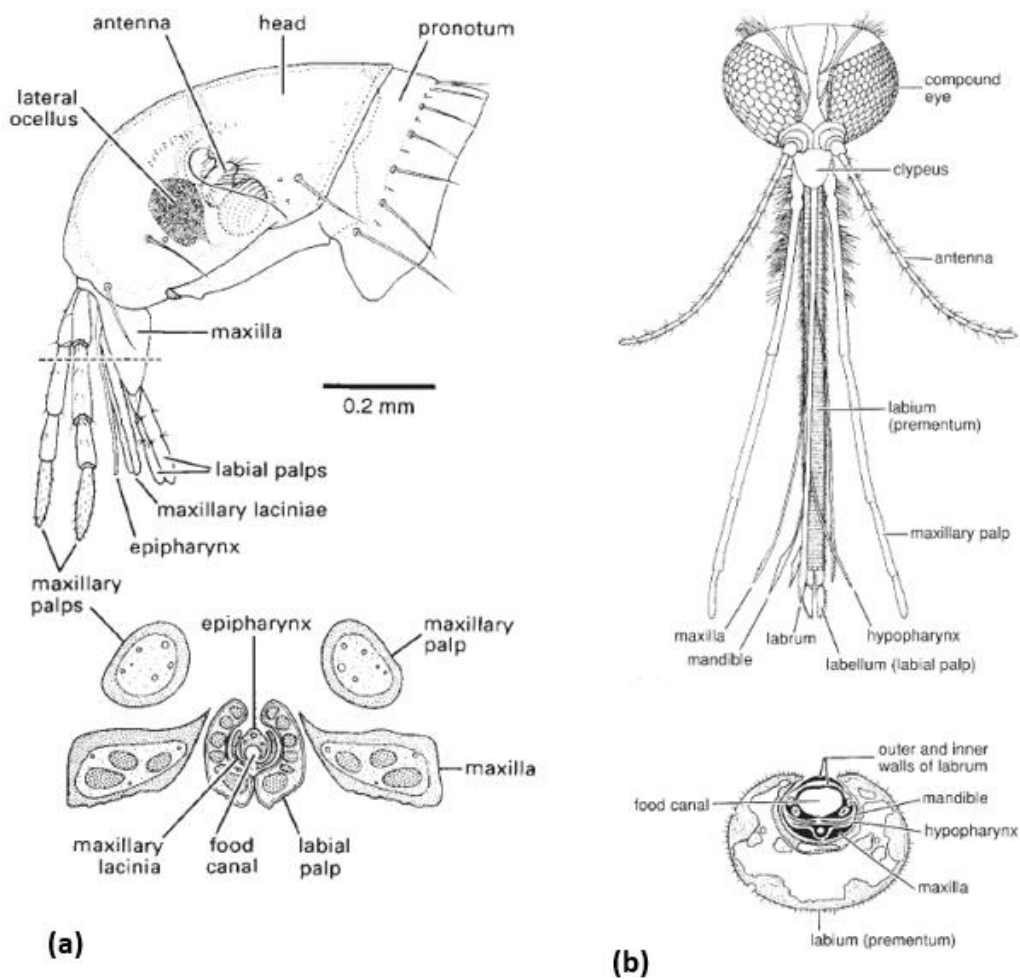 antenna
head
pronotum
lateral
ocellus
maxilla
0.2 mm
labial palps
maxillary laciniae
epipharynx
maxillary
palps
epipharynx
maxillary
palp
maxilla
maxillary
lacinia
food
canal
labial
palp
(a)
compound
eye
clypeus
antenna
labium
(prementum)
maxillary palp
maxilla
mandible
labrum
hypopharynx
labellum (labial palp)
outer and inner
walls of labrum
food canal
mandible
hypopharynx
maxilla
labium (prementum)
(b)